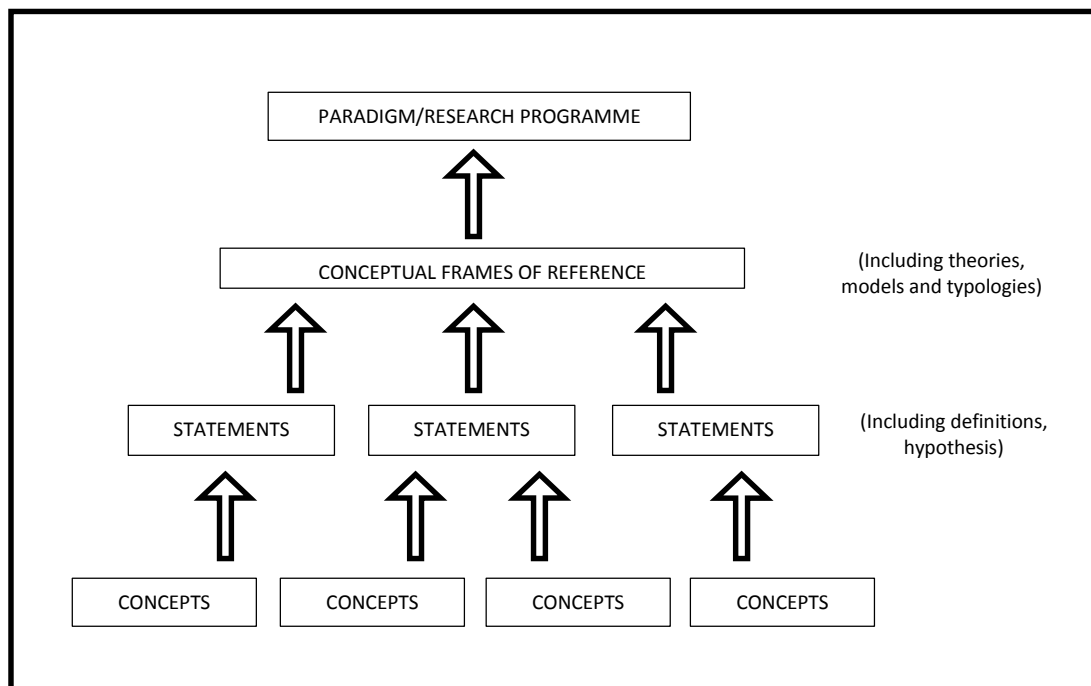 PARADIGM/RESEARCH PROGRAMME
CONCEPTUAL FRAMES OF REFERENCE
(Including theories,
models and typologies)
STATEMENTS
STATEMENTS
STATEMENTS
(Including definitions,
hypothesis)
CONCEPTS
CONCEPTS
CONCEPTS
CONCEPTS